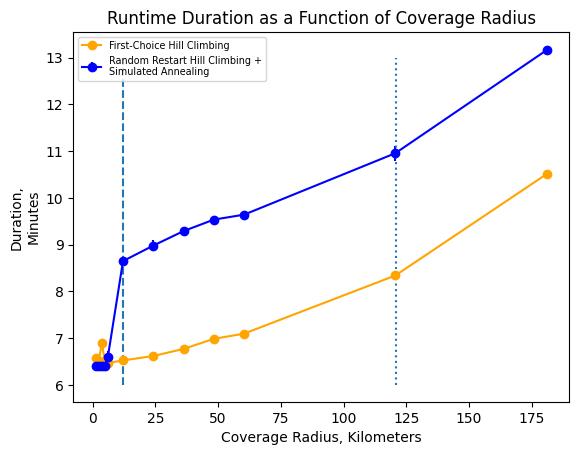 Runtime Duration as a Function of Coverage Radius
First-Choice Hill Climbing
Random Restart Hill Climbing +
Simulated Annealing
13
12
11
10
9
8
7
6
Duration,
Minutes
0
25
50
75
100
125
150
175
Coverage Radius, Kilometers